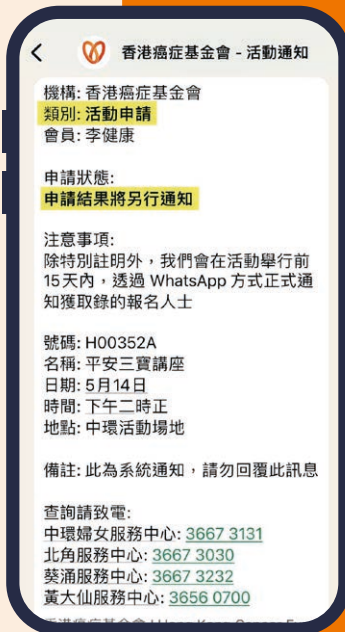 香港癌症基金會 - 活動通知
機構: 香港癌症基金會
類別: 活動申請
會員: 李健康
申請狀態:
申請結果將另行通知
注意事項:
除特別註明外，我們會在活動舉行前
15天內，透過 WhatsApp 方式正式通
知獲取錄的報名人士
號碼: H00352A
名稱: 平安三寶講座
日期: 5月14日
時間: 下午二時正
地點: 中環活動場地
備註: 此為系統通知，請勿回覆此訊息
查詢請致電:
中環婦女服務中心: 3667 3131
北角服務中心: 3667 3030
葵涌服務中心: 3667 3232
黃大仙服務中心: 3656 0700